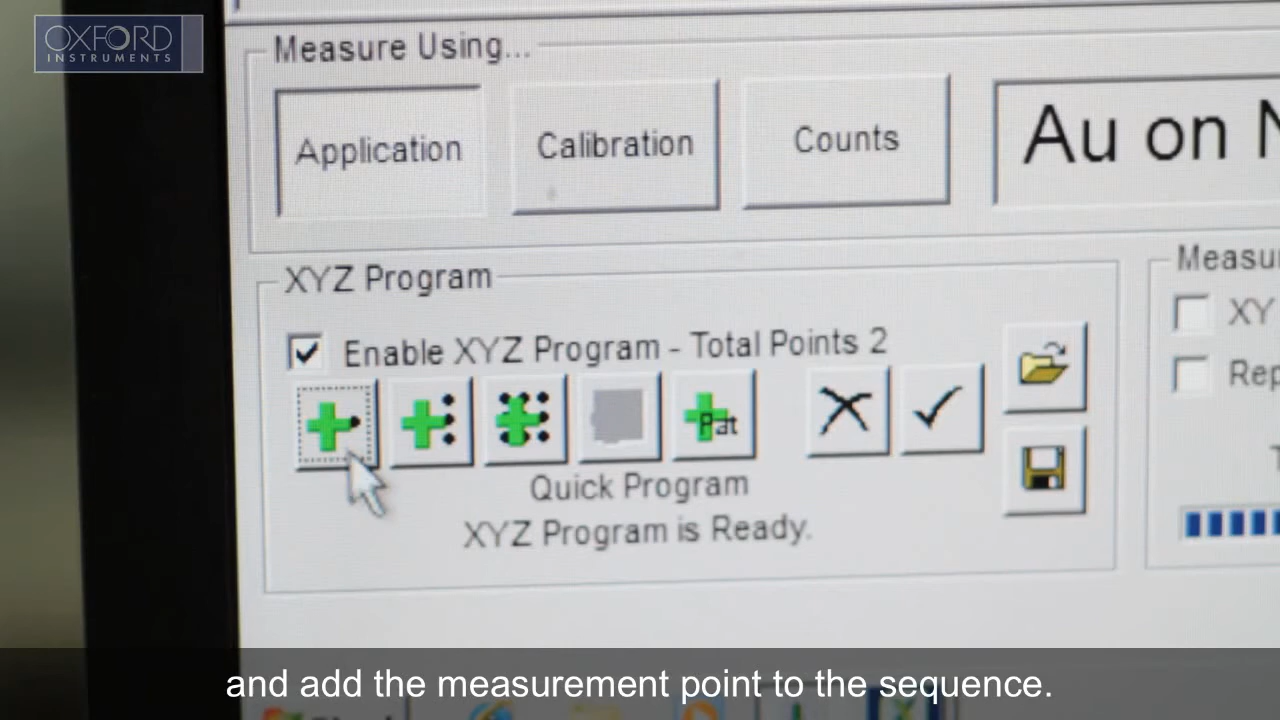 OXFORD
INSTRUMENTS
Measure Using...
Application
Calibration
Counts
Au on
XYZ Program
Enable XYZ Program - Total Points 2
Pat
Quick Program
XYZ Program is Ready.
XY
and add the measurement point to the sequence.